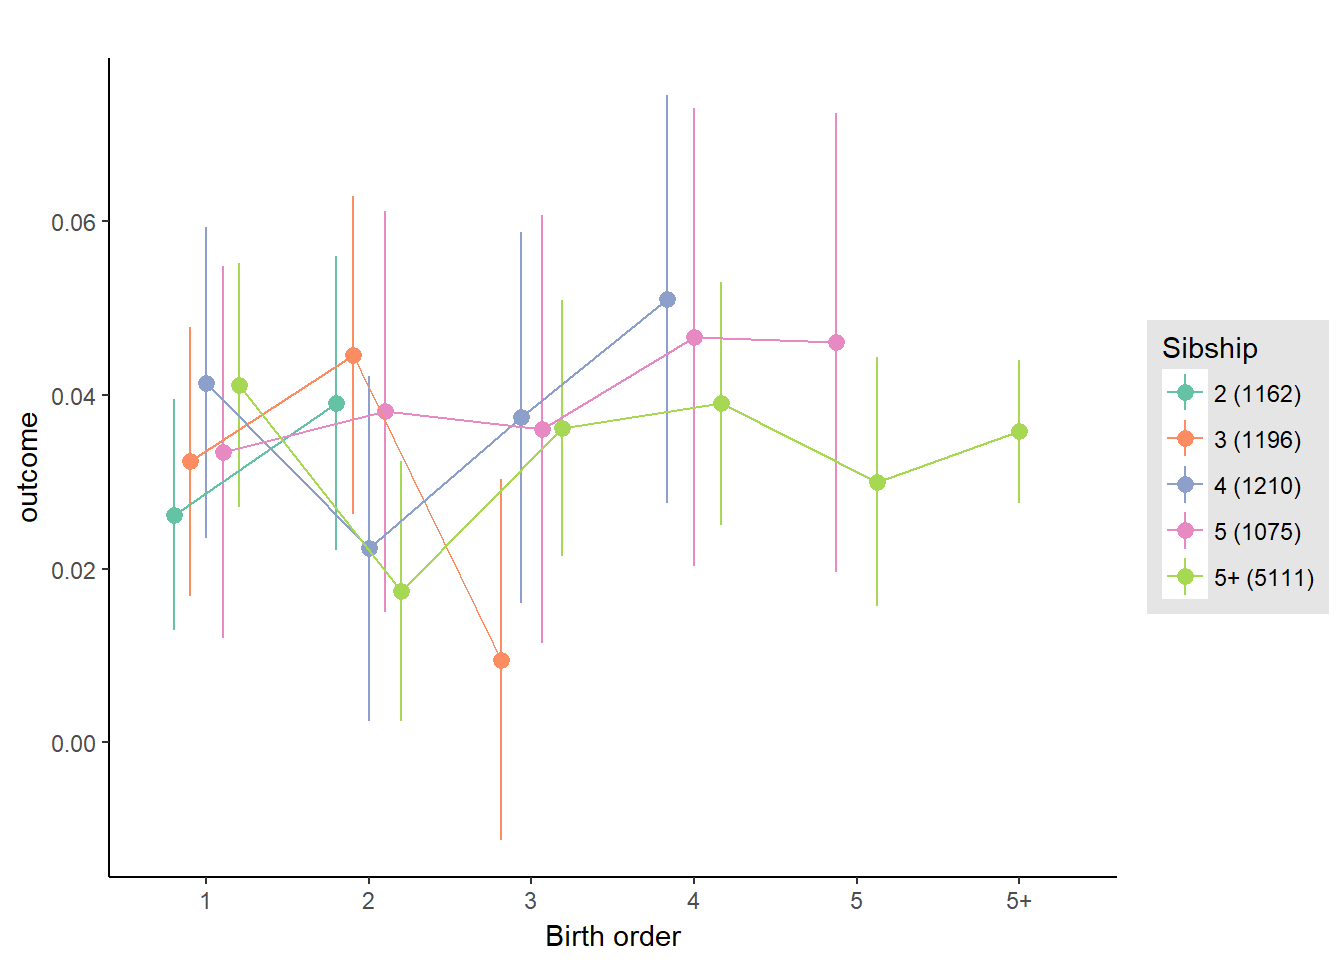 outcome
0.06
0.04
0.02
0.00
1 2 3 4 5 5+
Birth order
Sibship
2 (1162)
3 (1196)
4 (1210)
5 (1075)
5+ (5111)